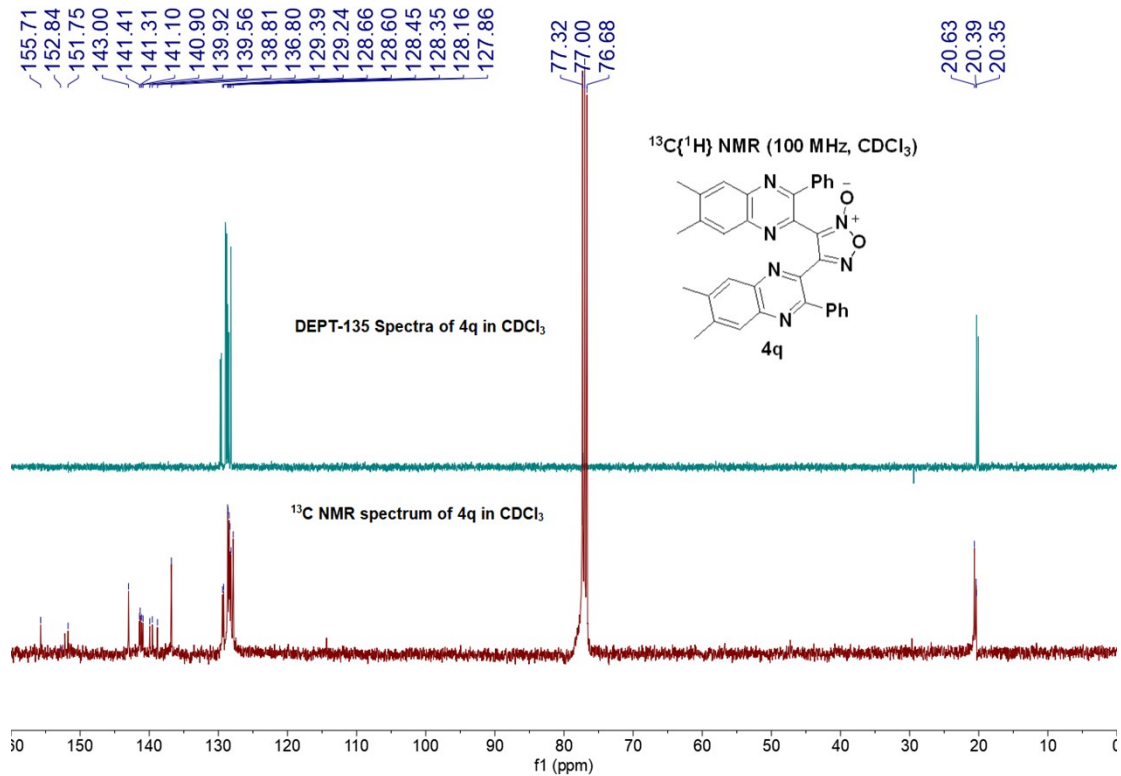 155.71
152.84
151.75
143.00
141.41
141.31
141.10
140.90
139.92
139.56
138.81
136.80
129.39
129.24
128.66
128.60
128.45
128.35
128.16
127.86
77.32
77.00
76.68
20.63
20.39
20.35
¹³C{¹H} NMR (100 MHz, CDCl₃)
N
Ph
O⁻
N⁺
N
O
N
N
N
Ph
4q
DEPT-135 Spectra of 4q in CDCl₃
¹³C NMR spectrum of 4q in CDCl₃
150 140 130 120 110 100 90 80 70 60 50 40 30 20 10
f1 (ppm)